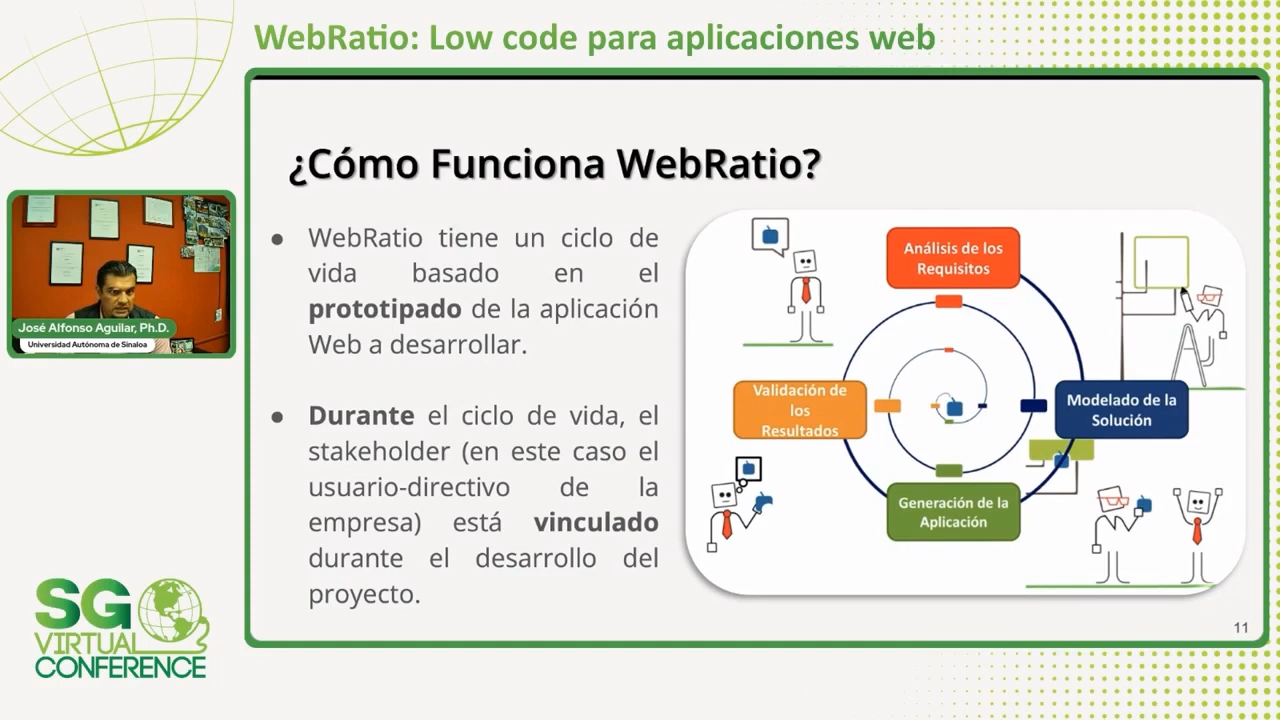 WebRatio: Low code para aplicaciones web
¿Cómo Funciona WebRatio?
● WebRatio tiene un ciclo de
vida basado en el
prototipado de la aplicación
Web a desarrollar.
● Durante el ciclo de vida, el
stakeholder (en este caso el
usuario-directivo de la
empresa) está vinculado
durante el desarrollo del
proyecto.
Análisis de los
Requisitos
Validación de
los
Resultados
Modelado de la
Solución
Generación de la
Aplicación
11
José Alfonso Aguilar, Ph.D.
Universidad Autónoma de Sinaloa
SG
VIRTUAL
CONFERENCE